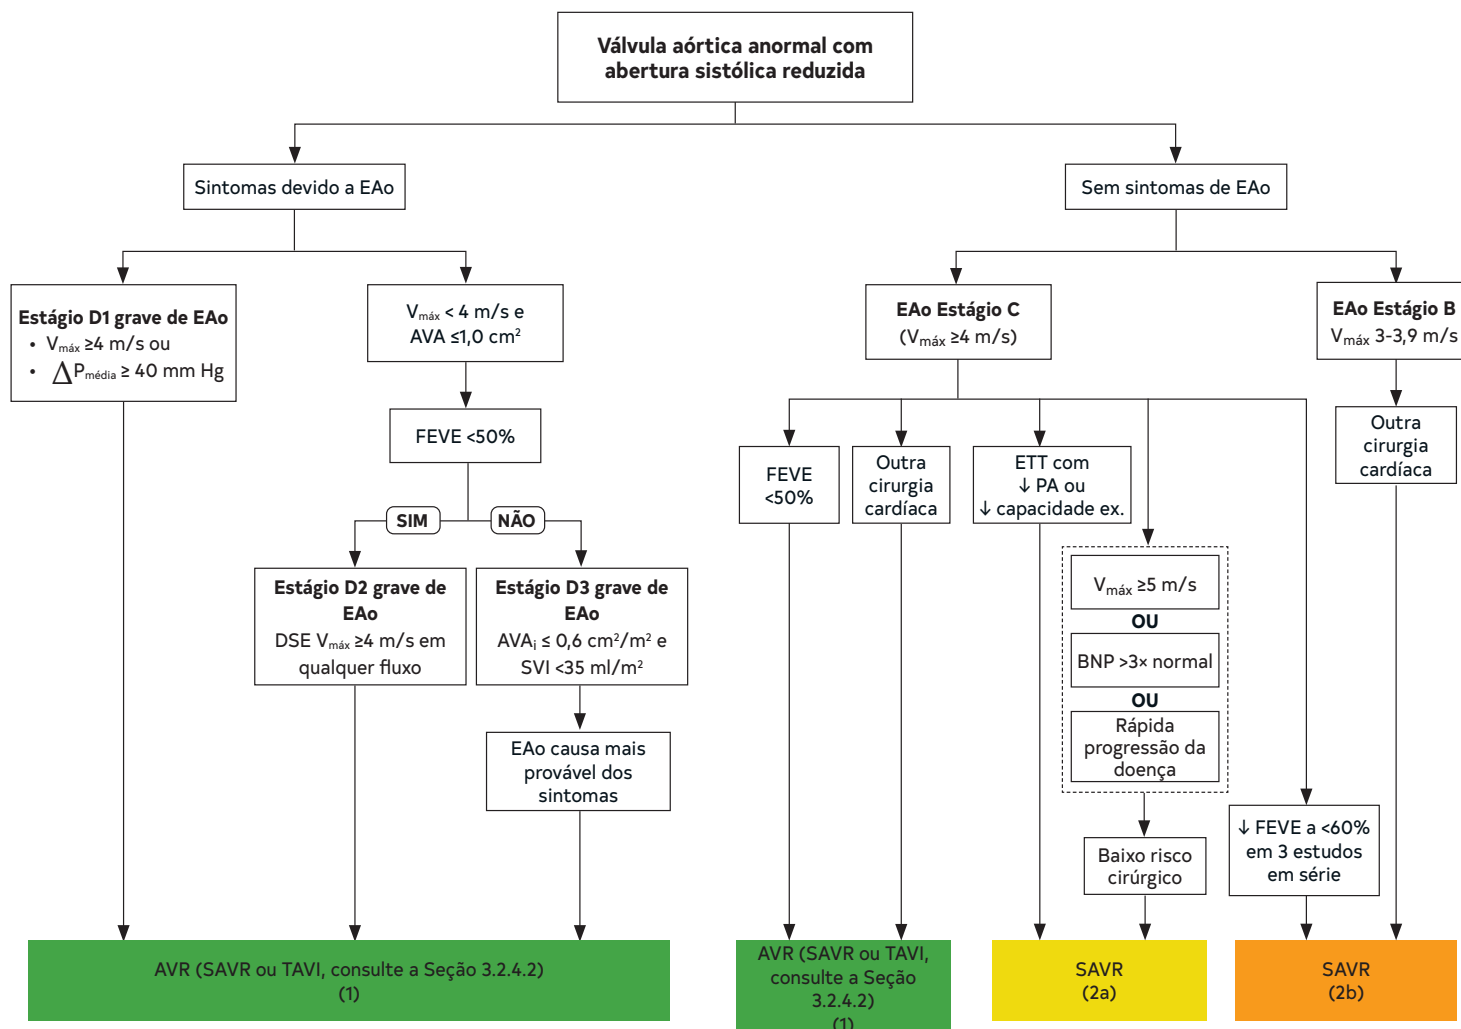 Válvula aórtica anormal com
abertura sistólica reduzida
Sintomas devido a EAo
Sem sintomas de EAo
Estágio D1 grave de EAo
• Vmáx ≥4 m/s ou
• ΔPmédia ≥ 40 mm Hg
Vmáx < 4 m/s e
AVA ≤1,0 cm²
FEVE <50%
SIM
NÃO
Estágio D2 grave de
EAo
DSE Vmáx ≥4 m/s em
qualquer fluxo
Estágio D3 grave de
EAo
AVAi ≤ 0,6 cm²/m² e
SVI <35 ml/m²
EAo causa mais
provável dos
sintomas
EAo Estágio C
(Vmáx ≥4 m/s)
EAo Estágio B
Vmáx 3-3,9 m/s
FEVE
<50%
Outra
cirurgia
cardíaca
ETT com
↓ PA ou
↓ capacidade ex.
Vmáx ≥5 m/s
OU
BNP >3× normal
OU
Rápida
progressão da
doença
Baixo risco
cirúrgico
↓ FEVE a <60%
em 3 estudos
em série
Outra
cirurgia
cardíaca
AVR (SAVR ou TAVI, consulte a Seção 3.2.4.2)
(1)
AVR (SAVR ou TAVI,
consulte a Seção
3.2.4.2)
(1)
SAVR
(2a)
SAVR
(2b)